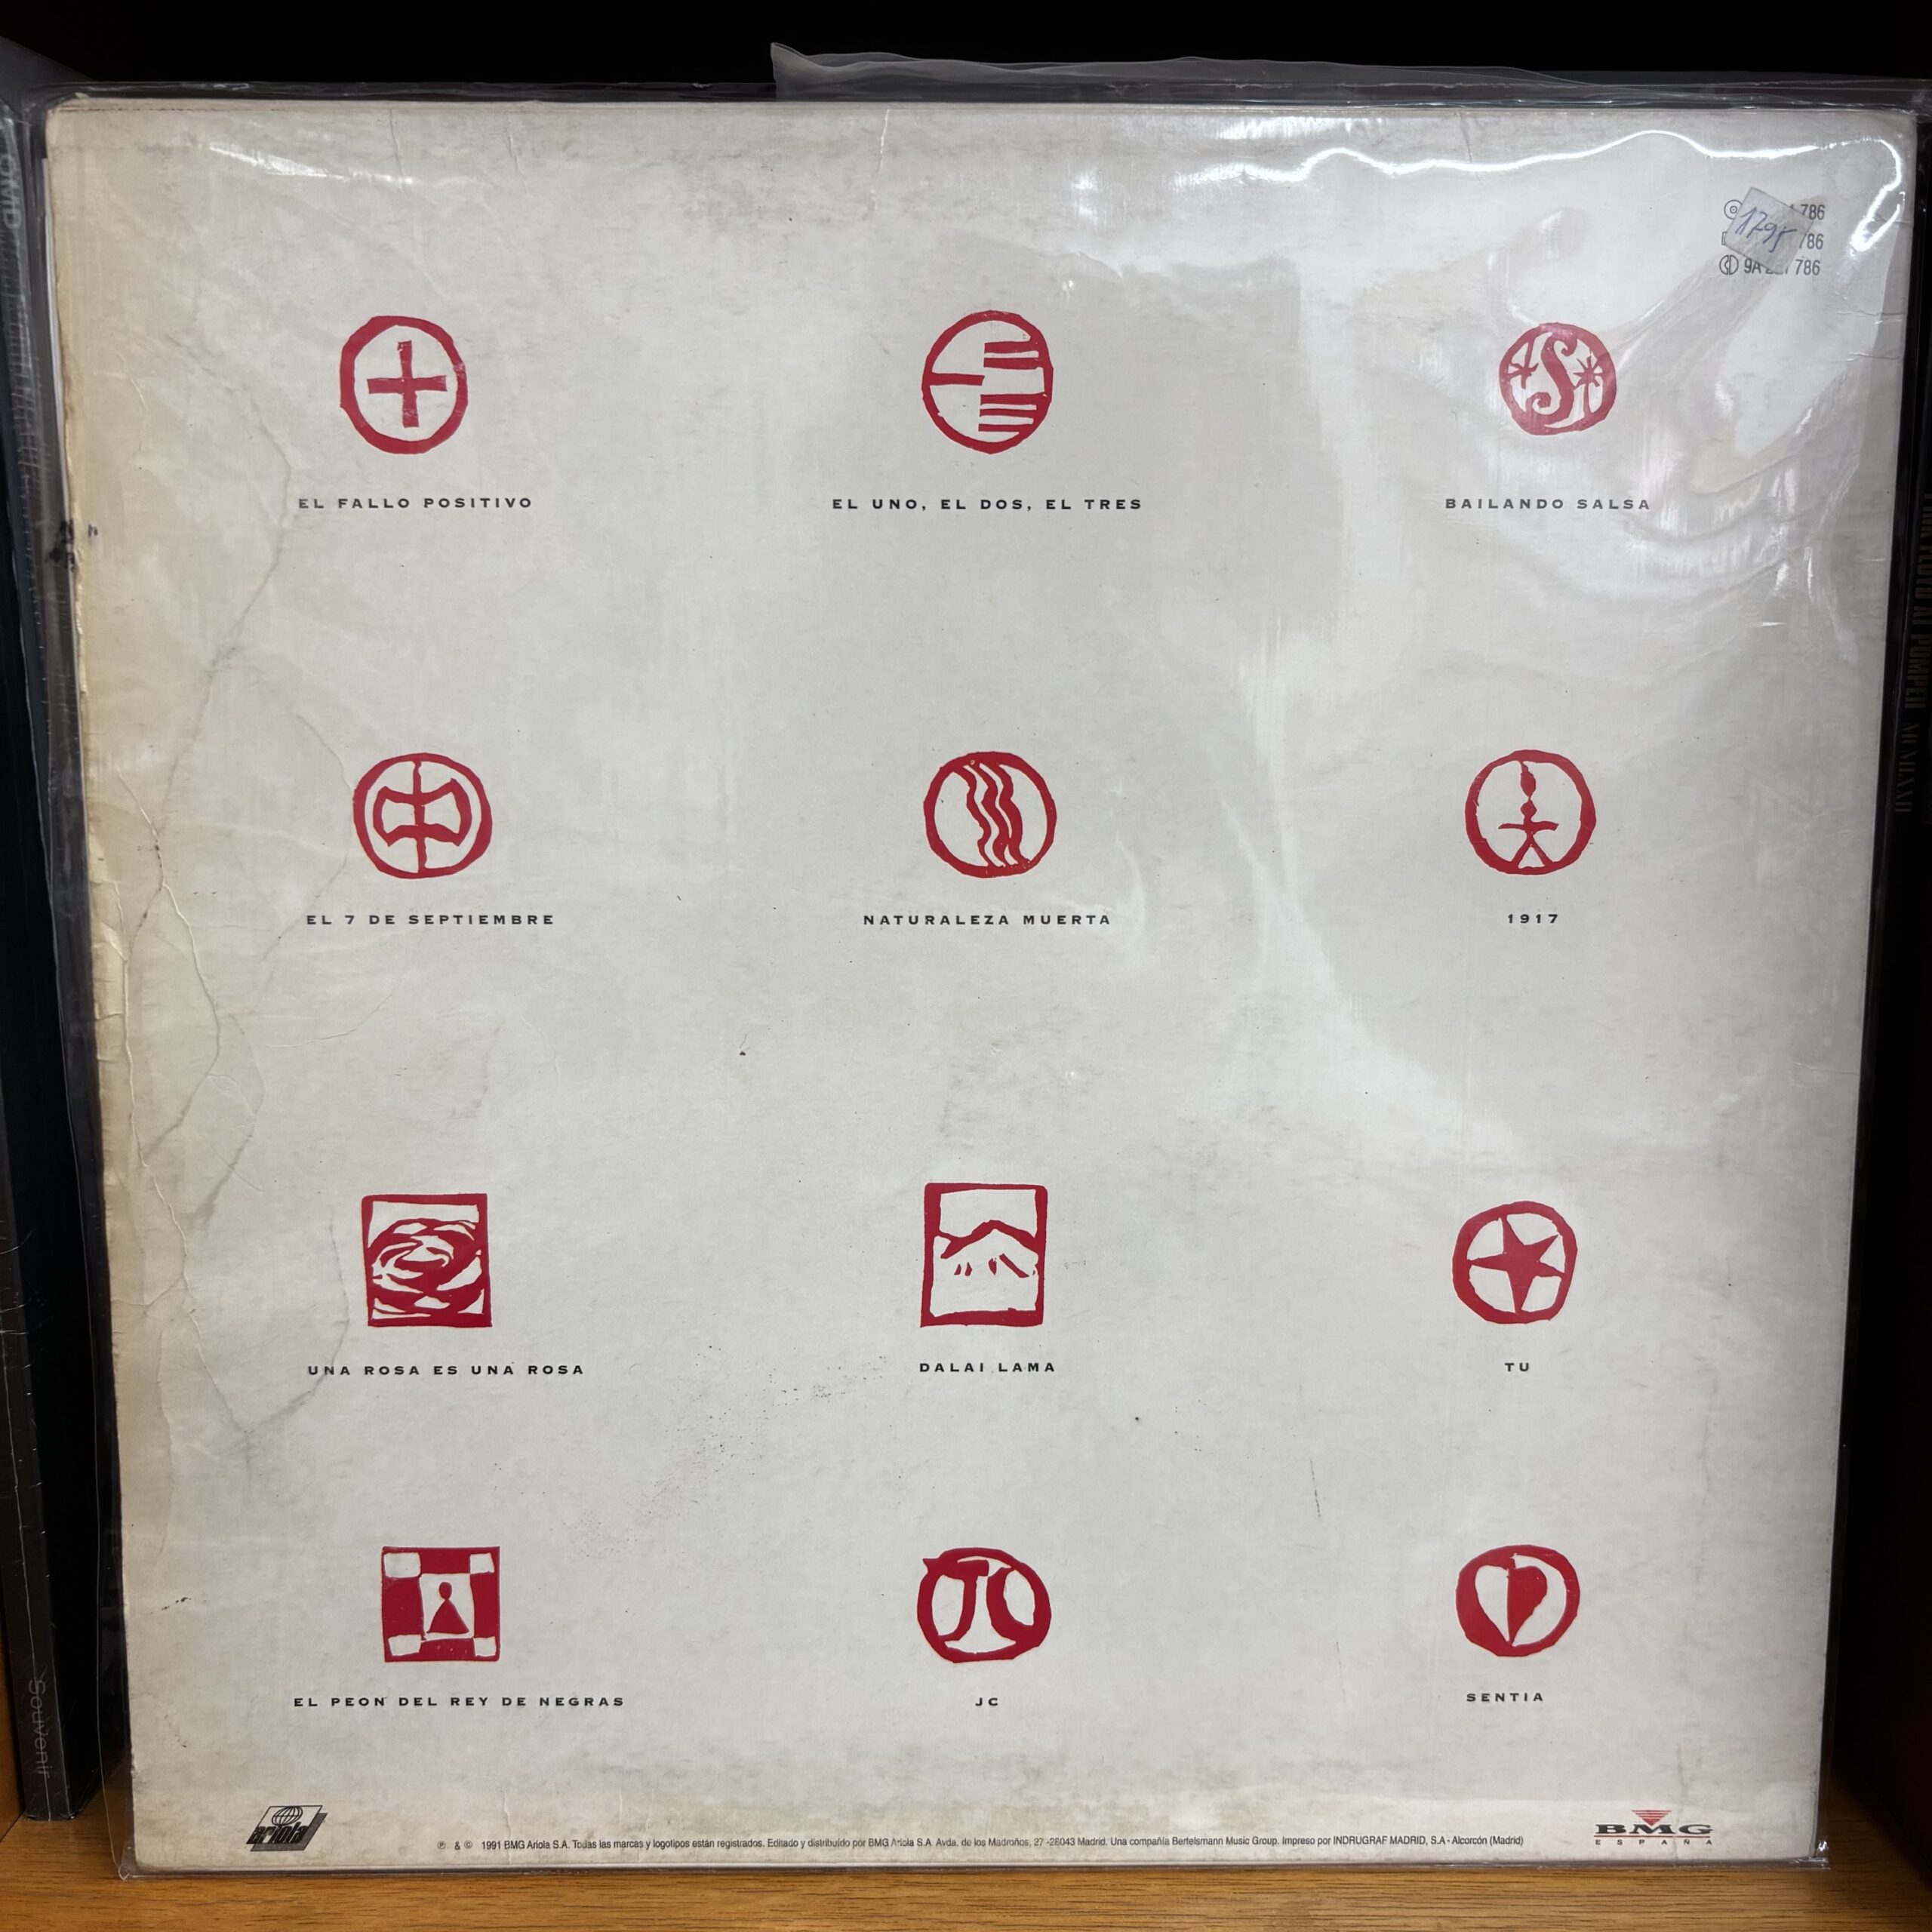 786
1795
786
9A 786
EL FALLO POSITIVO
EL UNO, EL DOS, EL TRES
BAILANDO SALSA
EL 7 DE SEPTIEMBRE
NATURALEZA MUERTA
1917
UNA ROSA ES UNA ROSA
DALAI LAMA
TU
EL PEON DEL REY DE NEGRAS
JC
SENTIA
ariola
℗ & © 1991 BMG Ariola S.A. Todas las marcas y logotipos están registrados. Editado y distribuído por BMG Ariola S.A. Avda. de los Madroños, 27 -28043 Madrid. Una compañía Bertelsmann Music Group. Impreso por INDRUGRAF MADRID, S.A - Alcorcón (Madrid)
BMG
ESPAÑA
OMD
Souvenir